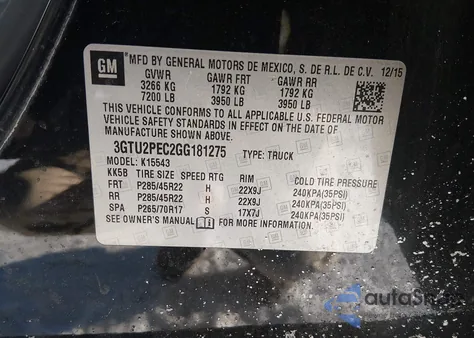 GM
MFD BY GENERAL MOTORS DE MEXICO, S. DE R.L. DE C.V. 12/15
GVWR GAWR FRT GAWR RR
3266 KG 1792 KG 1792 KG
7200 LB 3950 LB 3950 LB
THIS VEHICLE CONFORMS TO ALL APPLICABLE U.S. FEDERAL MOTOR
VEHICLE SAFETY STANDARDS IN EFFECT ON THE DATE OF
MANUFACTURE SHOWN ABOVE.
3GTU2PEC2GG181275 TYPE: TRUCK
MODEL: K15543
KK5B TIRE SIZE SPEED RTG RIM COLD TIRE PRESSURE
FRT P285/45R22 H 22X9J 240KPA(35PSI)
RR P285/45R22 H 22X9J 240KPA(35PSI)
SPA P265/70R17 S 17X7J 240KPA(35PSI)
SEE OWNER'S MANUAL FOR MORE INFORMATION.